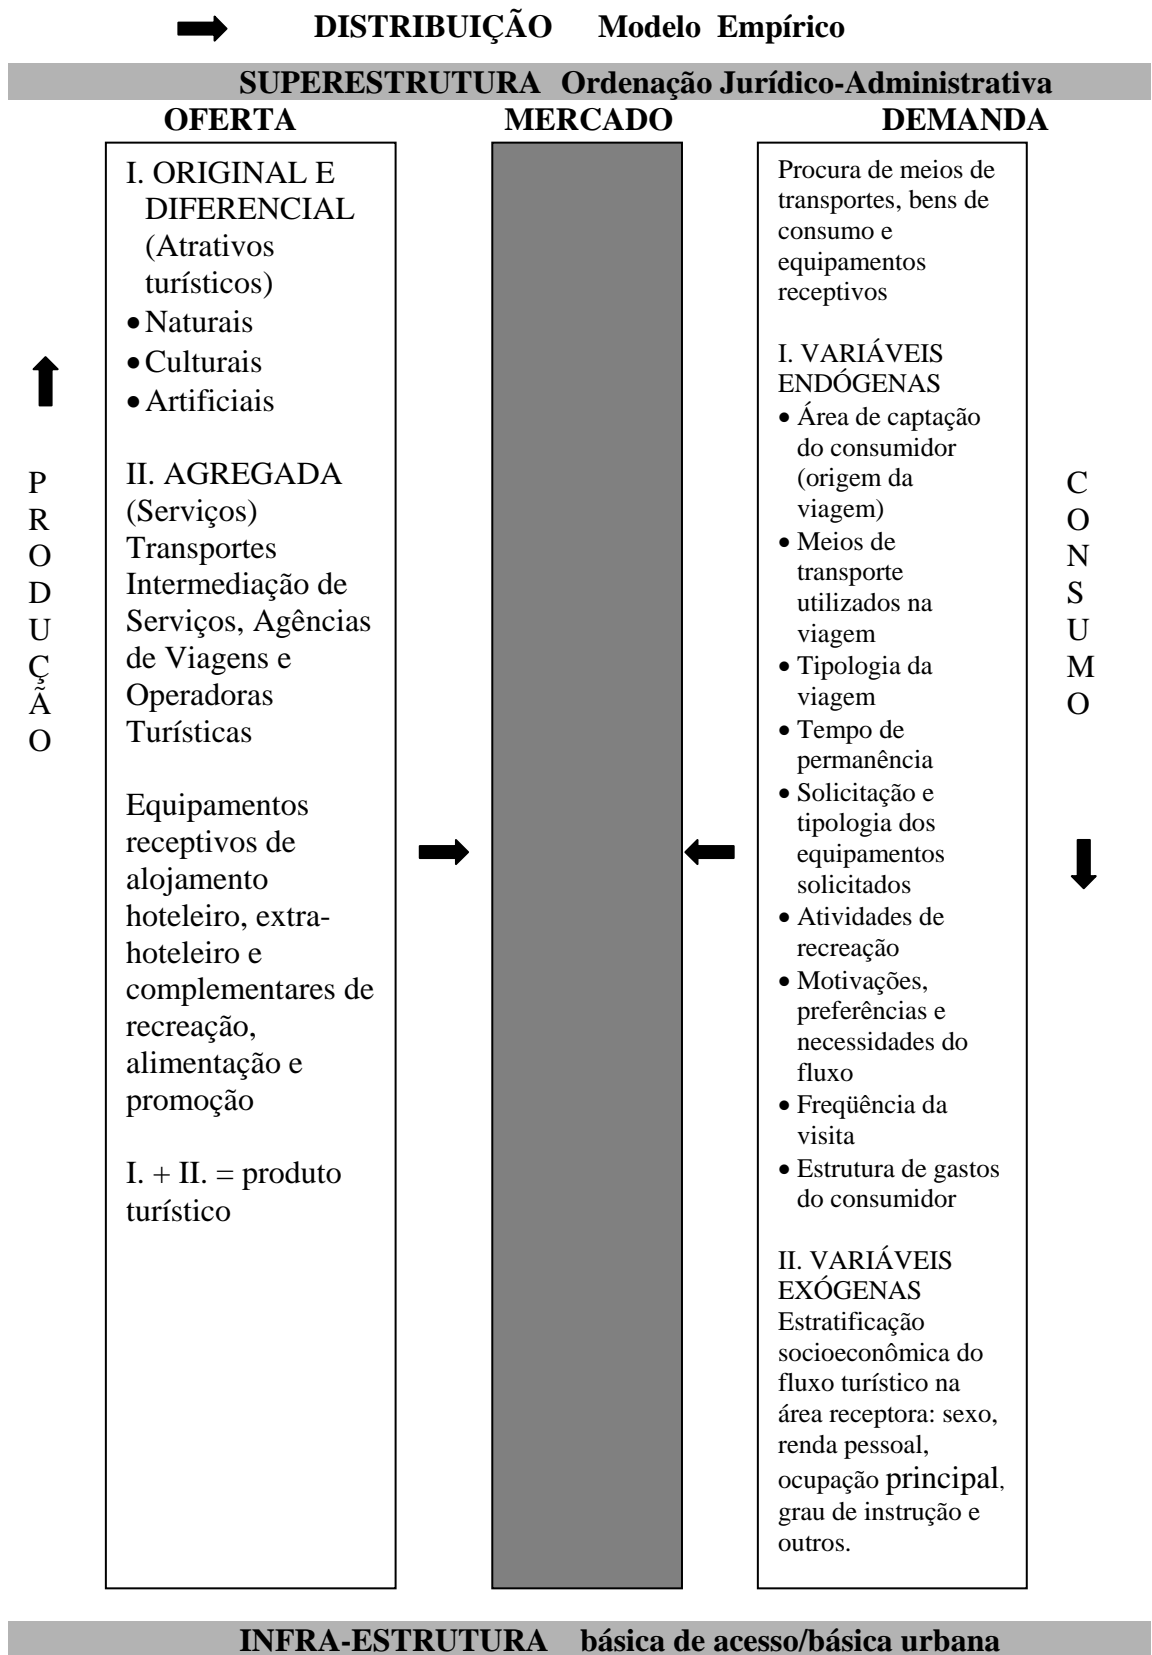 DISTRIBUIÇÃO Modelo Empírico
SUPERESTRUTURA Ordenação Jurídico-Administrativa
OFERTA MERCADO DEMANDA
PRODUÇÃO
I. ORIGINAL E
DIFERENCIAL
(Atrativos
turísticos)
• Naturais
• Culturais
• Artificiais
II. AGREGADA
(Serviços)
Transportes
Intermediação de
Serviços, Agências
de Viagens e
Operadoras
Turísticas
Equipamentos
receptivos de
alojamento
hoteleiro, extra-
hoteleiro e
complementares de
recreação,
alimentação e
promoção
I. + II. = produto
turístico
Procura de meios de
transportes, bens de
consumo e
equipamentos
receptivos
I. VARIÁVEIS
ENDÓGENAS
• Área de captação
do consumidor
(origem da
viagem)
• Meios de
transporte
utilizados na
viagem
• Tipologia da
viagem
• Tempo de
permanência
• Solicitação e
tipologia dos
equipamentos
solicitados
• Atividades de
recreação
• Motivações,
preferências e
necessidades do
fluxo
• Freqüência da
visita
• Estrutura de gastos
do consumidor
II. VARIÁVEIS
EXÓGENAS
Estratificação
socioeconômica do
fluxo turístico na
área receptora: sexo,
renda pessoal,
ocupação principal,
grau de instrução e
outros.
CONSUMO
INFRA-ESTRUTURA básica de acesso/básica urbana